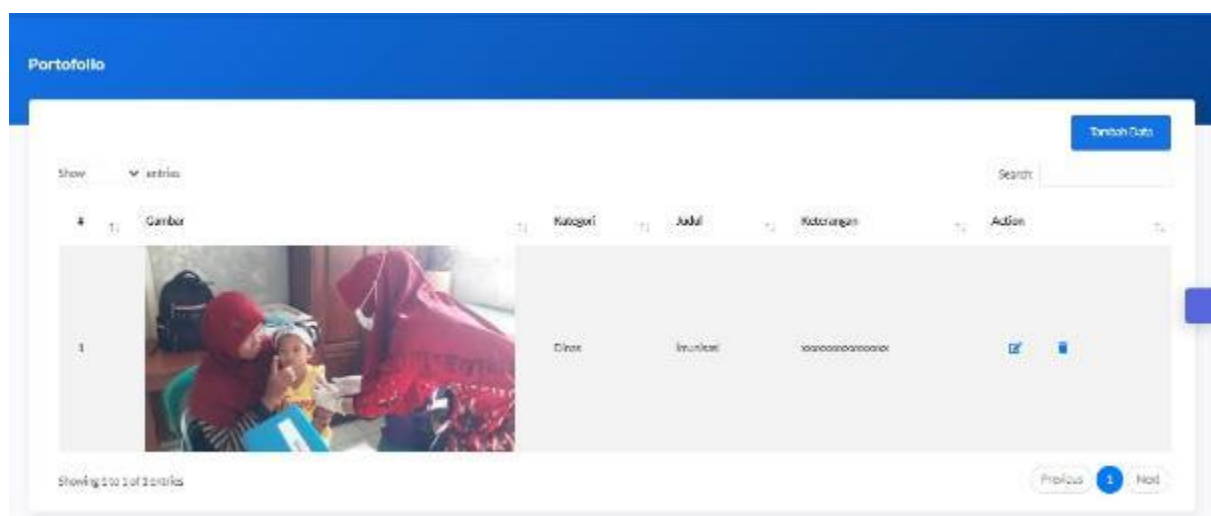 Portofolio
Tambah Data
Show entries
Search:
# Gambar Kategori Judul Keterangan Action
1 Dinas Imunisasi
Showing 1 to 1 of 1 entries
Previous 1 Next